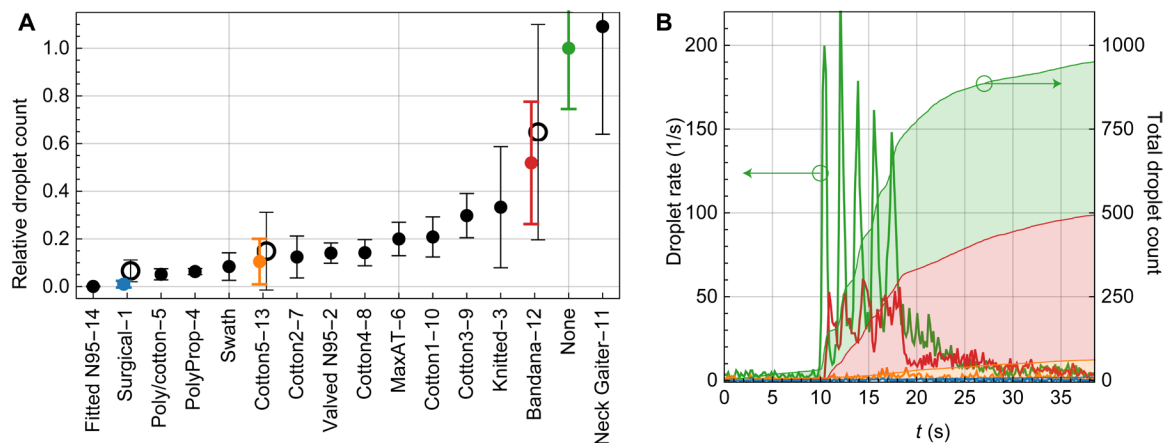 A
Relative droplet count
1.0
0.8
0.6
0.4
0.2
0.0
Fitted N95–14
Surgical–1
Poly/cotton–5
PolyProp–4
Swath
Cotton5–13
Cotton2–7
Valved N95–2
Cotton4–8
MaxAT–6
Cotton1–10
Cotton3–9
Knitted–3
Bandana–12
None
Neck Gaiter–11
B
Droplet rate (1/s)
200
150
100
50
0
0 5 10 15 20 25 30 35
t (s)
1000
750
500
250
0
Total droplet count